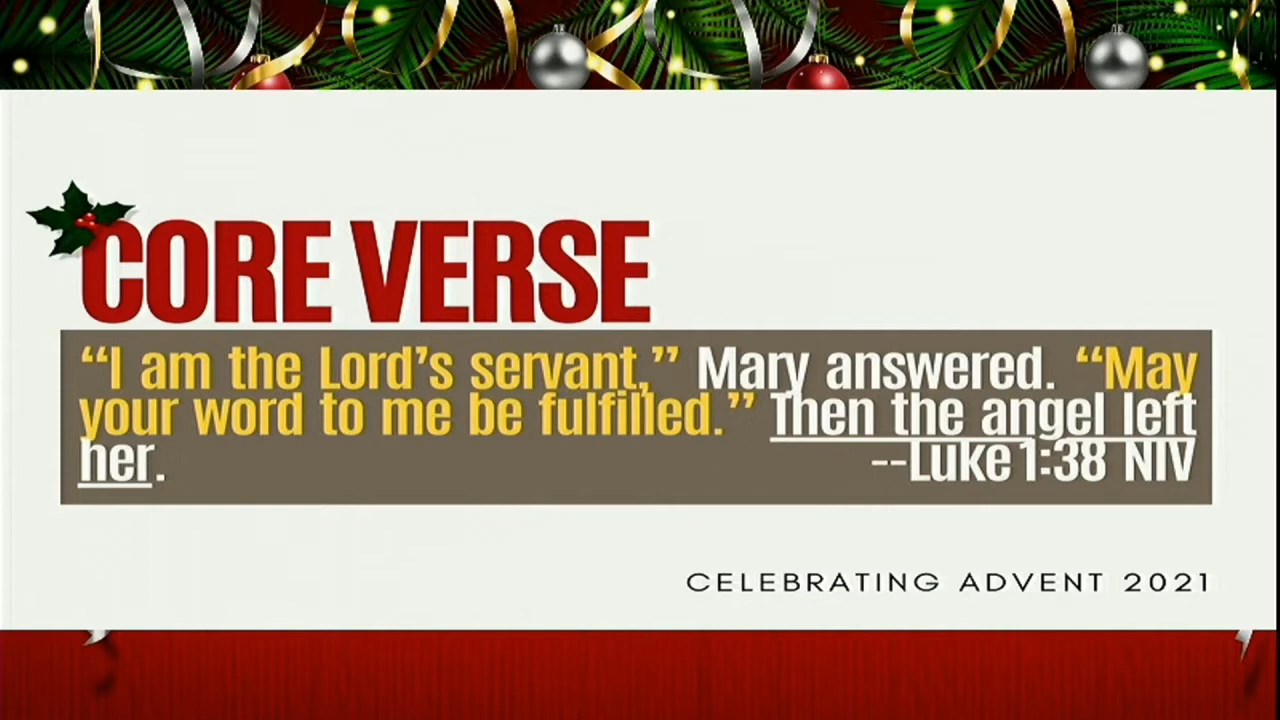 CORE VERSE
“I am the Lord’s servant,” Mary answered. “May
your word to me be fulfilled.” Then the angel left
her. --Luke 1:38 NIV
CELEBRATING ADVENT 2021